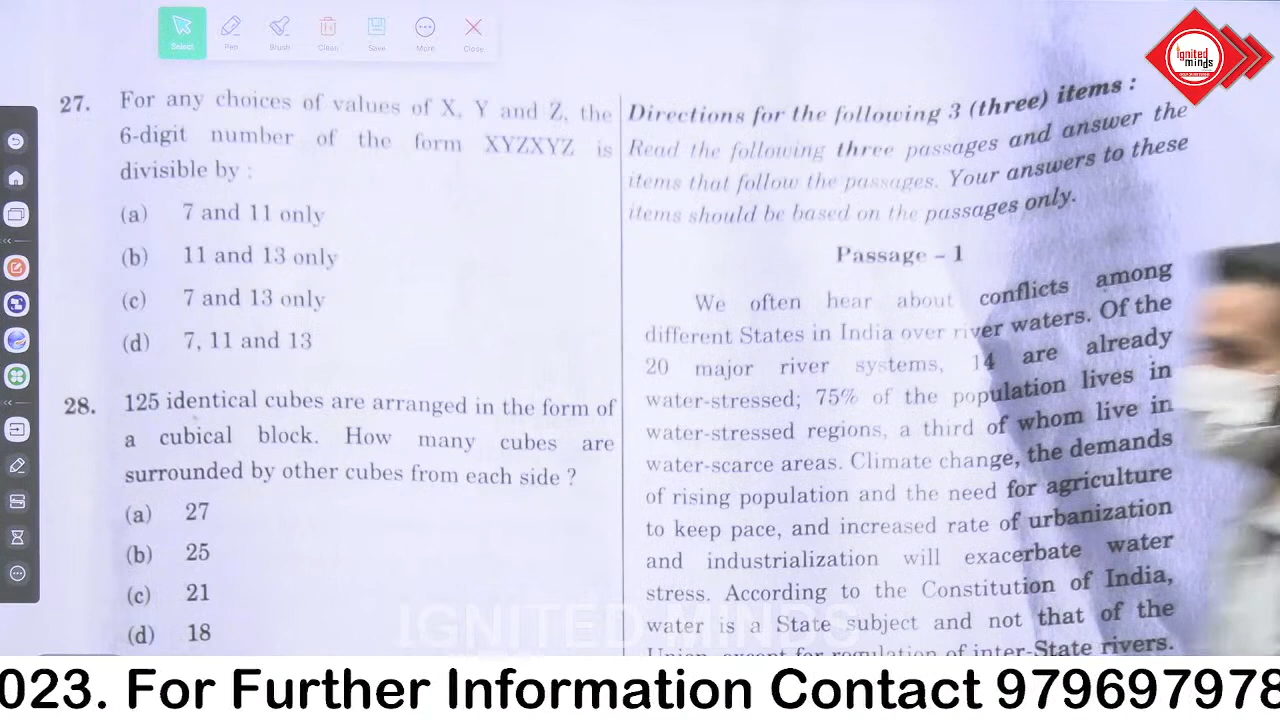 Select
Pen
Brush
Clean
Save
More
Close
ignited
minds
27. For any choices of values of X, Y and Z, the
6-digit number of the form XYZXYZ is
divisible by :
(a) 7 and 11 only
(b) 11 and 13 only
(c) 7 and 13 only
(d) 7, 11 and 13
28. 125 identical cubes are arranged in the form of
a cubical block. How many cubes are
surrounded by other cubes from each side ?
(a) 27
(b) 25
(c) 21
(d) 18
Directions for the following 3 (three) items :
Read the following three passages and answer the
items that follow the passages. Your answers to these
items should be based on the passages only.
Passage – 1
We often hear about conflicts among
different States in India over river waters. Of the
20 major river systems, 14 are already
water-stressed; 75% of the population lives in
water-stressed regions, a third of whom live in
water-scarce areas. Climate change, the demands
of rising population and the need for agriculture
to keep pace, and increased rate of urbanization
and industrialization will exacerbate water
stress. According to the Constitution of India,
water is a State subject and not that of the
Union, except for regulation of inter-State rivers.
IGNITED MINDS
023. For Further Information Contact 979697978